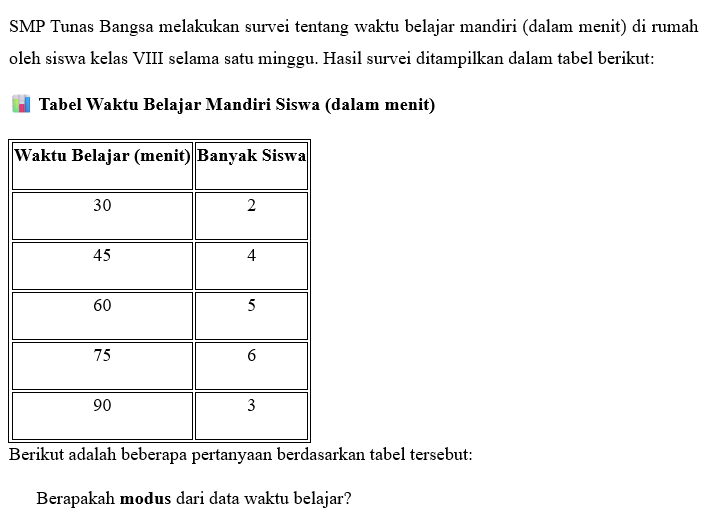 SMP Tunas Bangsa melakukan survei tentang waktu belajar mandiri (dalam menit) di rumah
oleh siswa kelas VIII selama satu minggu. Hasil survei ditampilkan dalam tabel berikut:
Tabel Waktu Belajar Mandiri Siswa (dalam menit)
Waktu Belajar (menit) Banyak Siswa
30 2
45 4
60 5
75 6
90 3
Berikut adalah beberapa pertanyaan berdasarkan tabel tersebut:
Berapakah modus dari data waktu belajar?